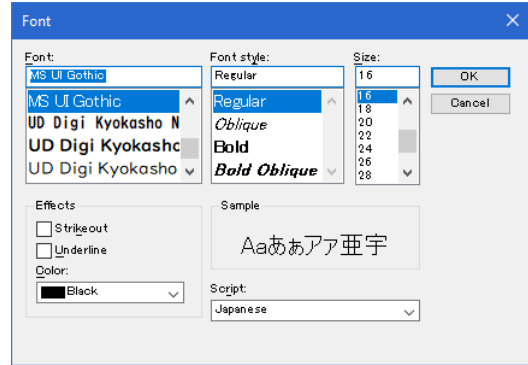 Font
Font:
MS UI Gothic
MS UI Gothic
UD Digi Kyokasho N
UD Digi Kyokasho
UD Digi Kyokasho
Font style:
Regular
Regular
Oblique
Bold
Bold Oblique
Size:
16
16
18
20
22
24
26
28
OK
Cancel
Effects
Strikeout
Underline
Color:
Black
Sample
Aaあぁアァ亜宇
Script:
Japanese